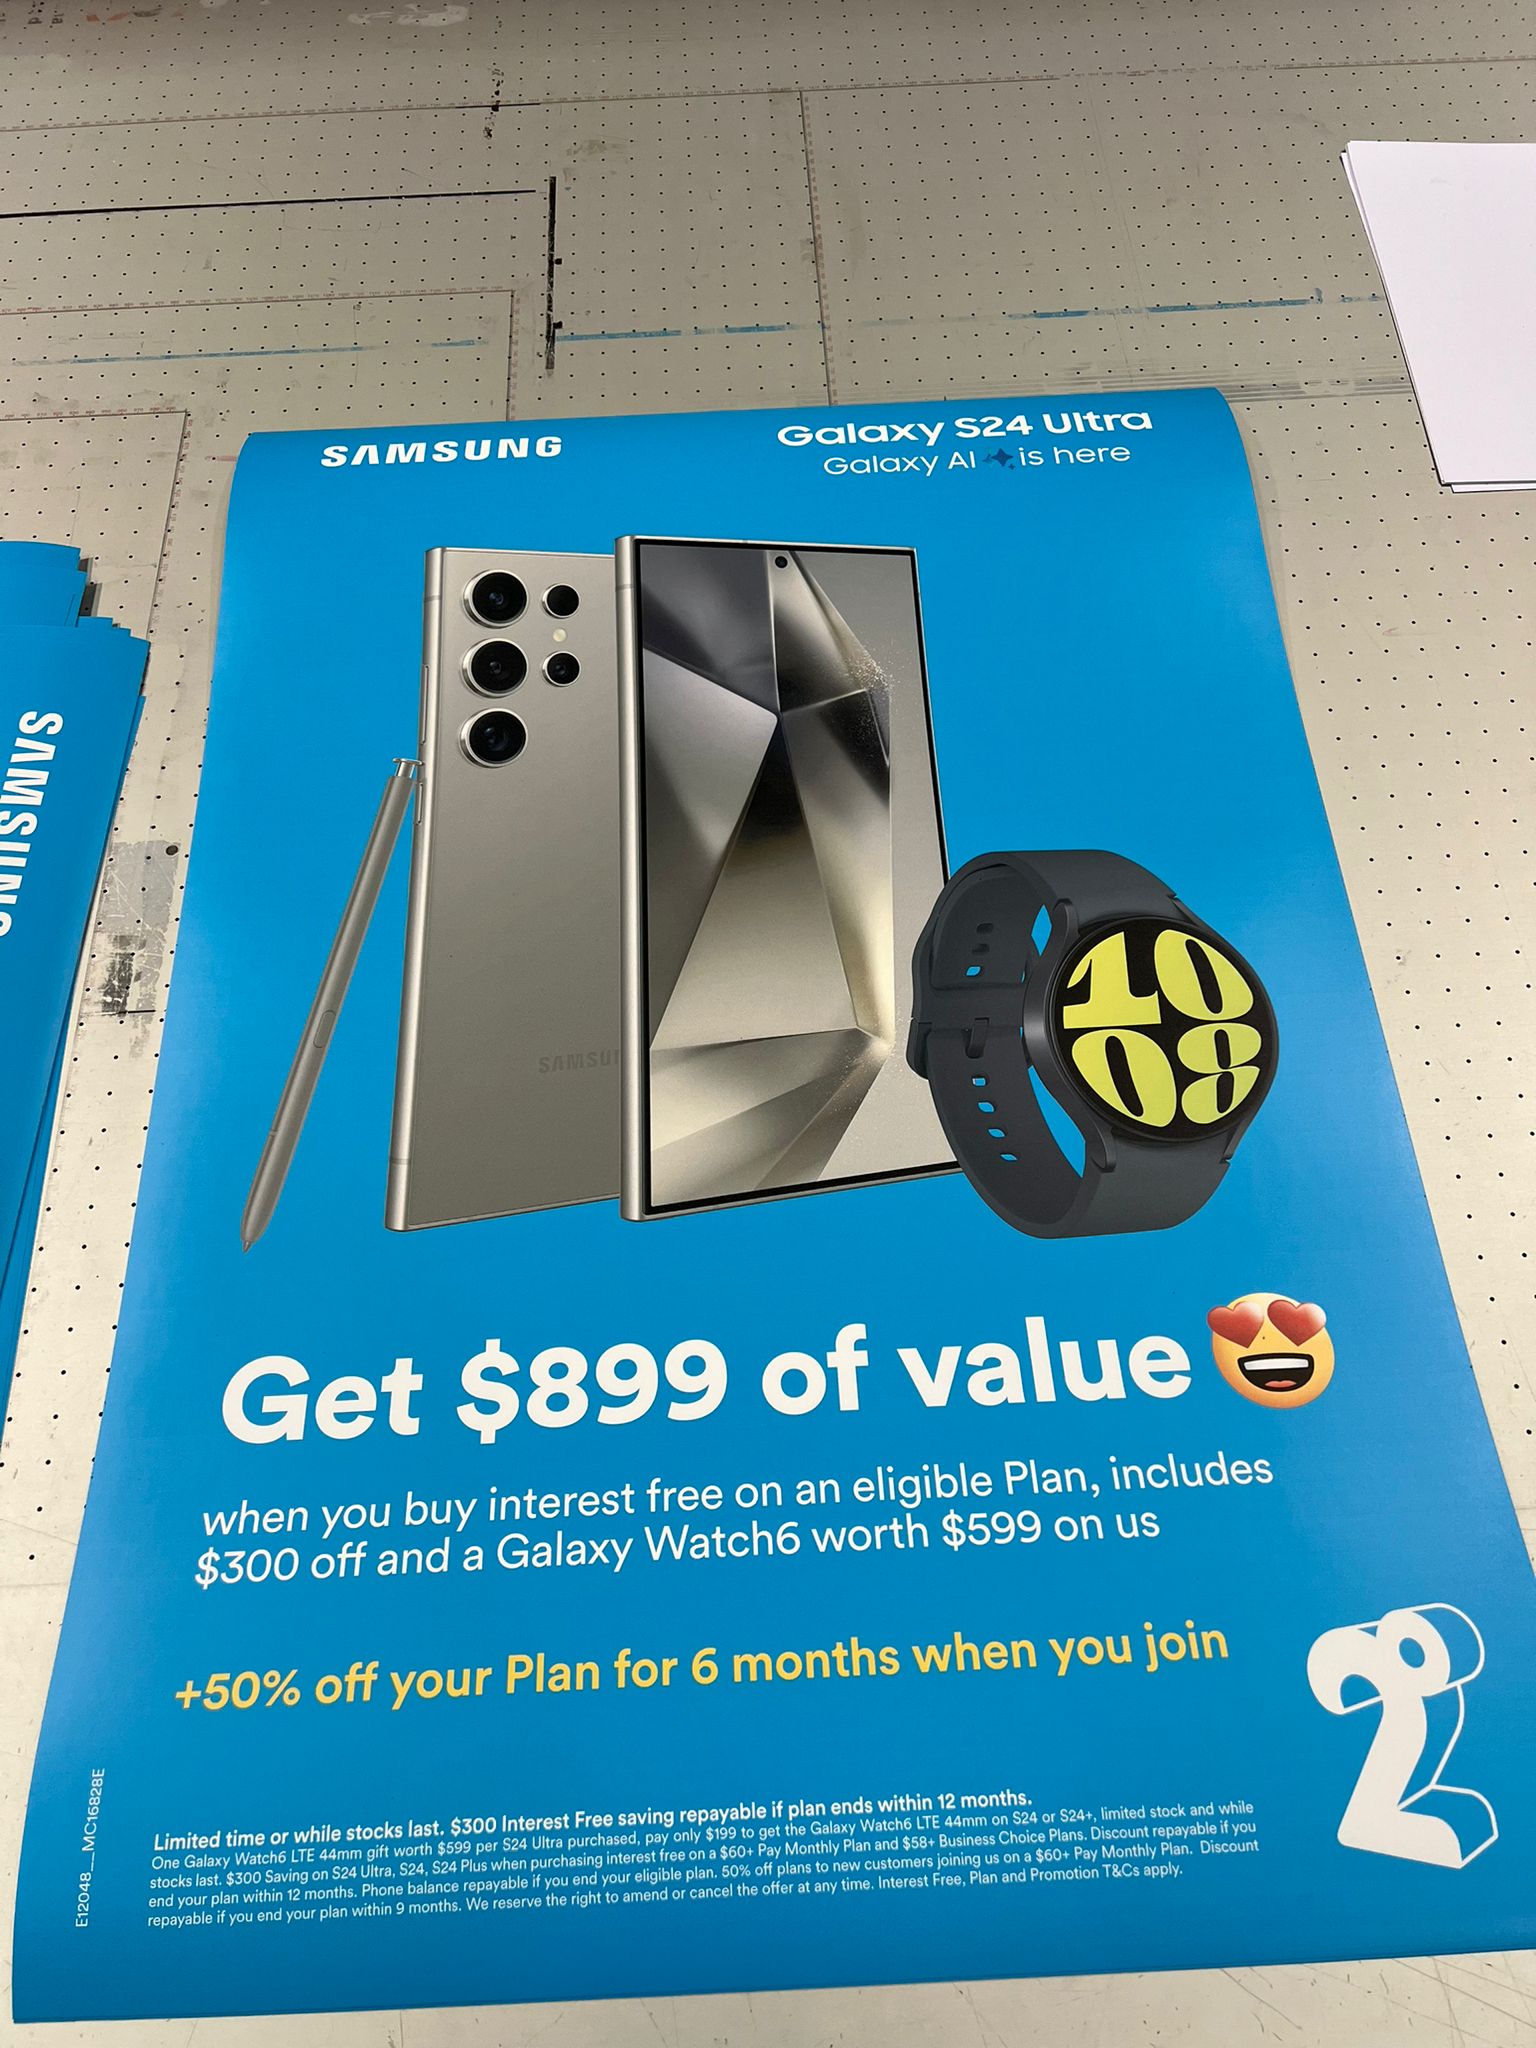 SAMSUNG
Galaxy S24 Ultra
Galaxy AI is here
SAMSUNG
SAMSU
10
08
Get $899 of value
when you buy interest free on an eligible Plan, includes
$300 off and a Galaxy Watch6 worth $599 on us
+50% off your Plan for 6 months when you join
2
Limited time or while stocks last. $300 Interest Free saving repayable if plan ends within 12 months.
One Galaxy Watch6 LTE 44mm gift worth $599 per S24 Ultra purchased, pay only $199 to get the Galaxy Watch6 LTE 44mm on S24 or S24+, limited stock and while
stocks last. $300 Saving on S24 Ultra, S24, S24 Plus when purchasing interest free on a $60+ Pay Monthly Plan and $58+ Business Choice Plans. Discount repayable if you
end your plan within 12 months. Phone balance repayable if you end your eligible plan. 50% off plans to new customers joining us on a $60+ Pay Monthly Plan. Discount
repayable if you end your plan within 9 months. We reserve the right to amend or cancel the offer at any time. Interest Free, Plan and Promotion T&Cs apply.
E12048__MC16828E